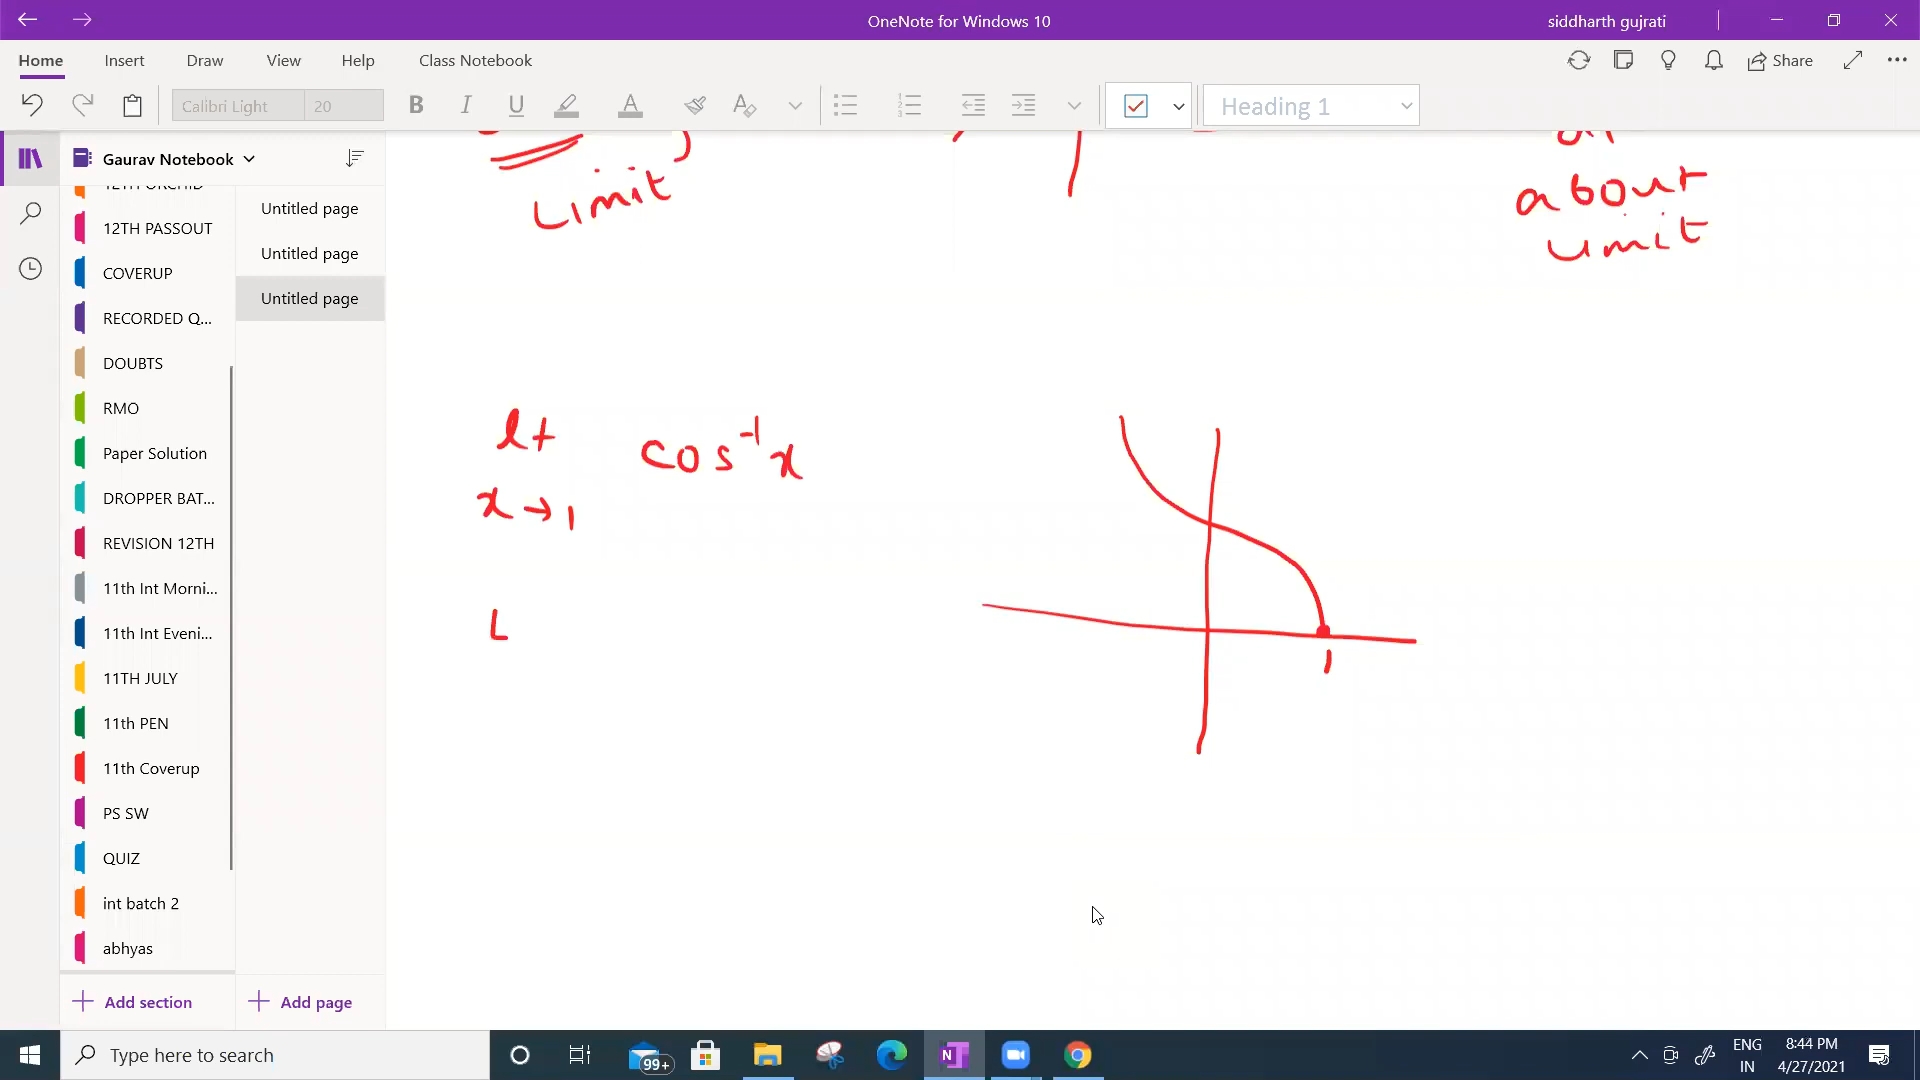 OneNote for Windows 10
siddharth gujrati
Home Insert Draw View Help Class Notebook
Share
Calibri Light 20
B I U A
Heading 1
Gaurav Notebook
12TH ORCHID
12TH PASSOUT
COVERUP
RECORDED Q...
DOUBTS
RMO
Paper Solution
DROPPER BAT...
REVISION 12TH
11th Int Morni...
11th Int Eveni...
11TH JULY
11th PEN
11th Coverup
PS SW
QUIZ
int batch 2
abhyas
Add section
Untitled page
Untitled page
Untitled page
Add page
Limit
about
limit
lt cos⁻¹x
x→1
L
1
Type here to search
99+
N
ENG
IN
8:44 PM
4/27/2021